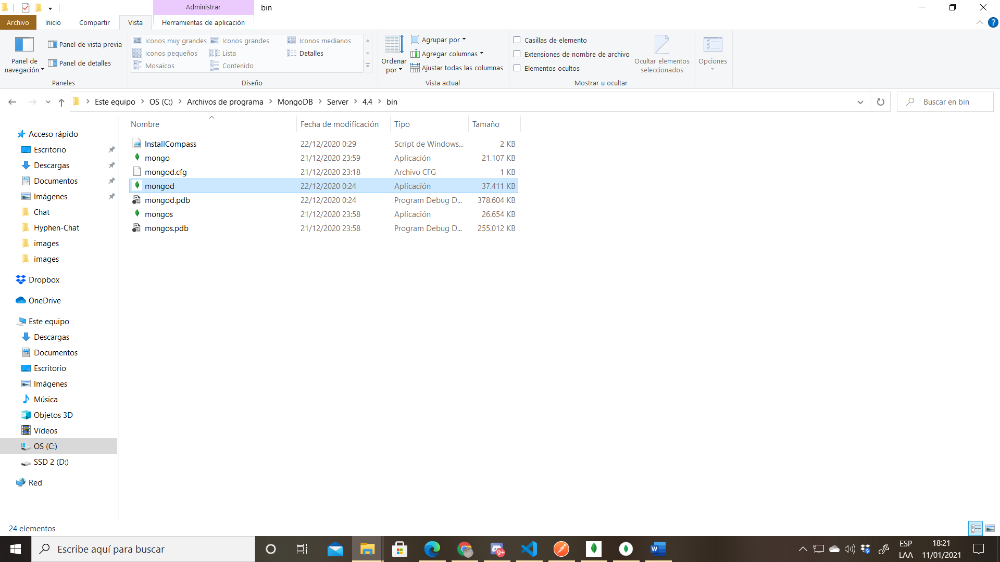 Administrar
bin
Archivo
Inicio
Compartir
Vista
Herramientas de aplicación
?
Panel de navegación
Panel de vista previa
Panel de detalles
Paneles
Iconos muy grandes
Iconos grandes
Iconos medianos
Iconos pequeños
Lista
Detalles
Mosaicos
Contenido
Diseño
Ordenar por
Agrupar por
Agregar columnas
Ajustar todas las columnas
Vista actual
Casillas de elemento
Extensiones de nombre de archivo
Elementos ocultos
Ocultar elementos seleccionados
Mostrar u ocultar
Opciones
Este equipo > OS (C:) > Archivos de programa > MongoDB > Server > 4.4 > bin
Buscar en bin
Nombre Fecha de modificación Tipo Tamaño
InstallCompass 22/12/2020 0:29 Script de Windows... 2 KB
mongo 21/12/2020 23:59 Aplicación 21.107 KB
mongod.cfg 21/12/2020 23:18 Archivo CFG 1 KB
mongod 22/12/2020 0:24 Aplicación 37.411 KB
mongod.pdb 22/12/2020 0:24 Program Debug D... 378.604 KB
mongos 21/12/2020 23:58 Aplicación 26.654 KB
mongos.pdb 21/12/2020 23:58 Program Debug D... 255.012 KB
Acceso rápido
Escritorio
Descargas
Documentos
Imágenes
Chat
Hyphen-Chat
images
images
Dropbox
OneDrive
Este equipo
Descargas
Documentos
Escritorio
Imágenes
Música
Objetos 3D
Vídeos
OS (C:)
SSD 2 (D:)
Red
24 elementos
Escribe aquí para buscar
9+
W
ESP
LAA
18:21
11/01/2021